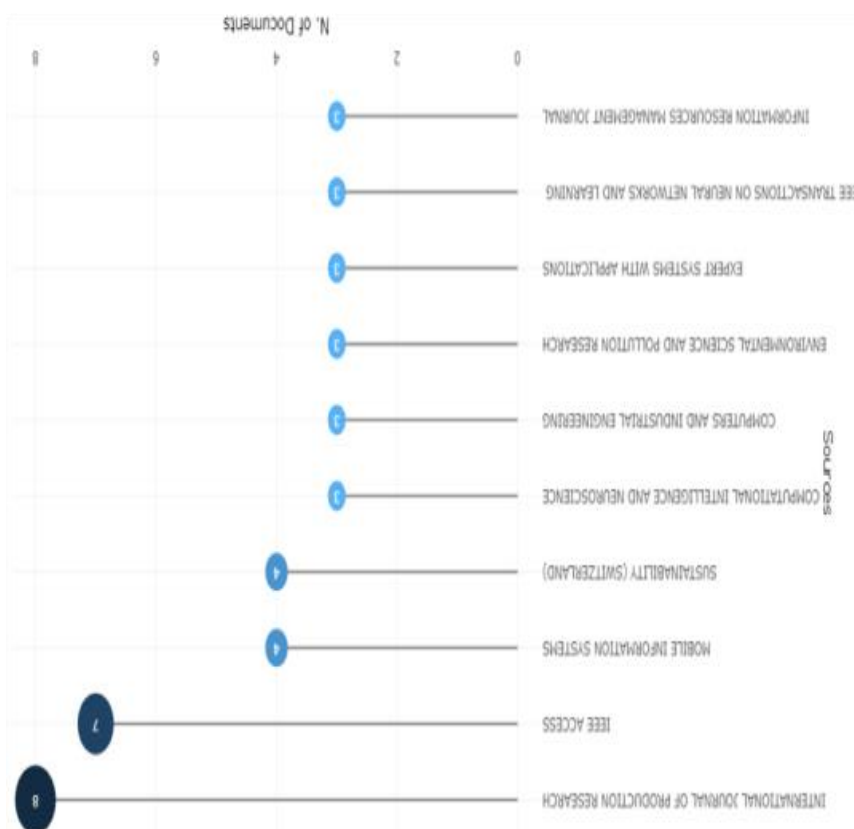 INTERNATIONAL JOURNAL OF PRODUCTION RESEARCH
8
IEEE ACCESS
7
MOBILE INFORMATION SYSTEMS
4
SUSTAINABILITY (SWITZERLAND)
4
Sources
COMPUTATIONAL INTELLIGENCE AND NEUROSCIENCE
3
COMPUTERS AND INDUSTRIAL ENGINEERING
3
ENVIRONMENTAL SCIENCE AND POLLUTION RESEARCH
3
EXPERT SYSTEMS WITH APPLICATIONS
3
EEE TRANSACTIONS ON NEURAL NETWORKS AND LEARNING
3
INFORMATION RESOURCES MANAGEMENT JOURNAL
3
0 2 4 6 8
N. of Documents